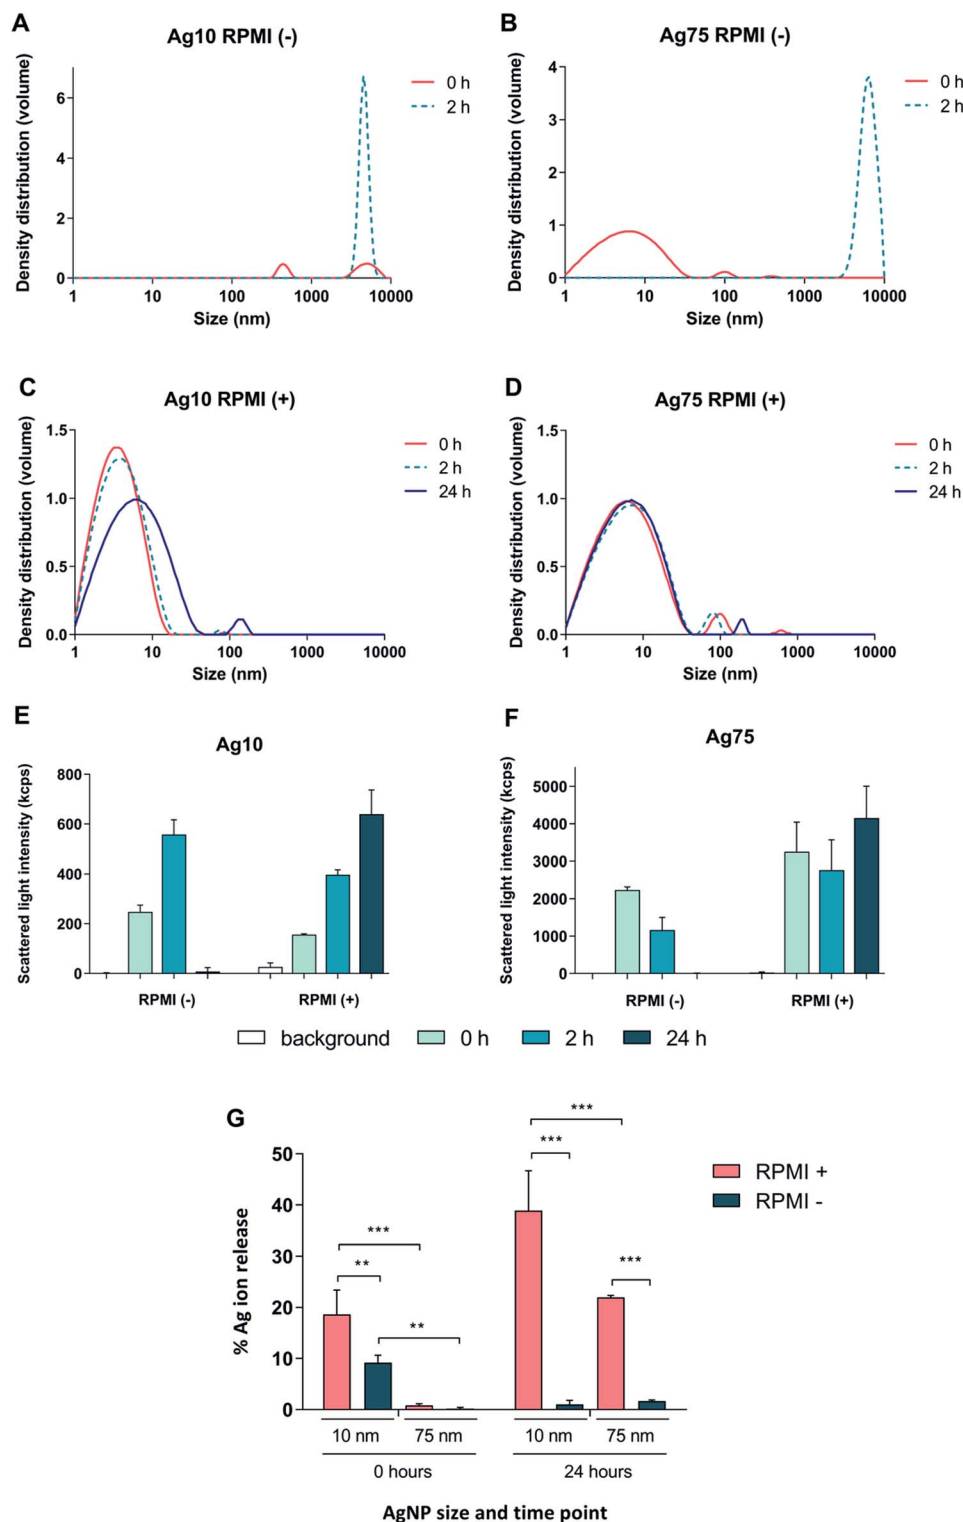 A
Ag10 RPMI (-)
Density distribution (volume)
6
4
2
0
1 10 100 1000 10000
Size (nm)
0 h
2 h
B
Ag75 RPMI (-)
Density distribution (volume)
4
3
2
1
0
1 10 100 1000 10000
Size (nm)
0 h
2 h
C
Ag10 RPMI (+)
Density distribution (volume)
1.5
1.0
0.5
0.0
1 10 100 1000 10000
Size (nm)
0 h
2 h
24 h
D
Ag75 RPMI (+)
Density distribution (volume)
1.5
1.0
0.5
0.0
1 10 100 1000 10000
Size (nm)
0 h
2 h
24 h
E
Ag10
Scattered light intensity (kcps)
800
600
400
200
0
RPMI (-) RPMI (+)
F
Ag75
Scattered light intensity (kcps)
5000
4000
3000
2000
1000
0
RPMI (-) RPMI (+)
background 0 h 2 h 24 h
G
% Ag ion release
50
40
30
20
10
0
***
**
**
***
***
***
RPMI +
RPMI -
10 nm 75 nm 10 nm 75 nm
0 hours 24 hours
AgNP size and time point